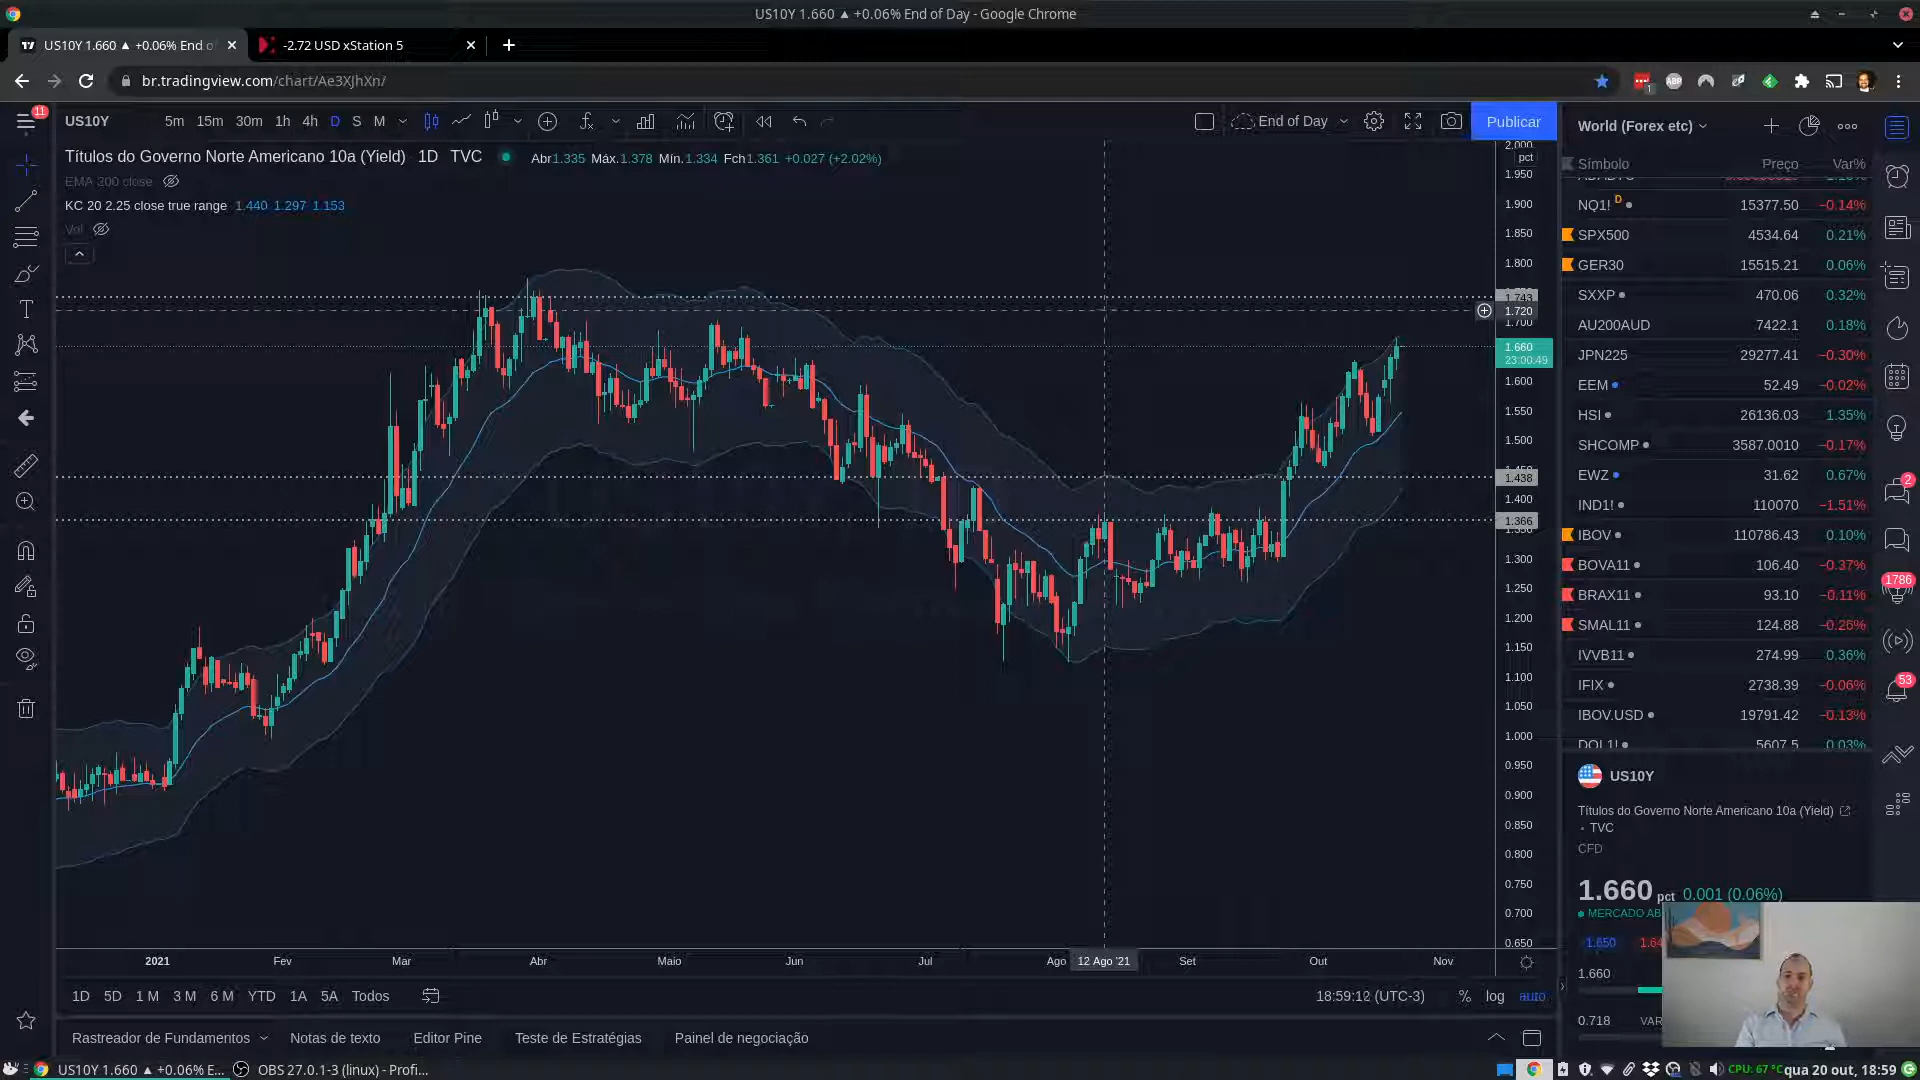 US10Y 1.660 ▲ +0.06% End of Day - Google Chrome
US10Y 1.660 ▲ +0.06% End o
-2.72 USD xStation 5
br.tradingview.com/chart/Ae3XJhXn/
11
US10Y 5m 15m 30m 1h 4h D S M End of Day Publicar
Títulos do Governo Norte Americano 10a (Yield) 1D TVC
Abr1.335 Máx.1.378 Mín.1.334 Fch1.361 +0.027 (+2.02%)
EMA 200 close
KC 20 2.25 close true range 1.440 1.297 1.153
Vol
pct
2.000
1.950
1.900
1.850
1.800
1.743
1.720
1.700
1.660
23:00:49
1.600
1.550
1.500
1.450
1.438
1.400
1.366
1.350
1.300
1.250
1.200
1.150
1.100
1.050
1.000
0.950
0.900
0.850
0.800
0.750
0.700
0.650
2021 Fev Mar Abr Maio Jun Jul Ago 12 Ago '21 Set Out Nov
1D 5D 1 M 3 M 6 M YTD 1A 5A Todos
18:59:12 (UTC-3) % log auto
Rastreador de Fundamentos Notas de texto Editor Pine Teste de Estratégias Painel de negociação
World (Forex etc)
Símbolo Preço Var%
NQ1! D 15377.50 −0.14%
SPX500 4534.64 0.21%
GER30 15515.21 0.06%
SXXP 470.06 0.32%
AU200AUD 7422.1 0.18%
JPN225 29277.41 −0.30%
EEM 52.49 −0.02%
HSI 26136.03 1.35%
SHCOMP 3587.0010 −0.17%
EWZ 31.62 0.67%
IND1! 110070 −1.51%
IBOV 110786.43 0.10%
BOVA11 106.40 −0.37%
BRAX11 93.10 −0.11%
SMAL11 124.88 −0.26%
IVVB11 274.99 0.36%
IFIX 2738.39 −0.06%
IBOV.USD 19791.42 −0.13%
DOL1! 5607.5 0.03%
US10Y
Títulos do Governo Norte Americano 10a (Yield)
TVC
CFD
1.660 pct 0.001 (0.06%)
MERCADO AB
1.650 1.64
1.660
0.718 VAR
2
1786
53
US10Y 1.660 ▲ +0.06% E...
OBS 27.0.1-3 (linux) - Profi...
CPU: 67 °C
qua 20 out, 18:59